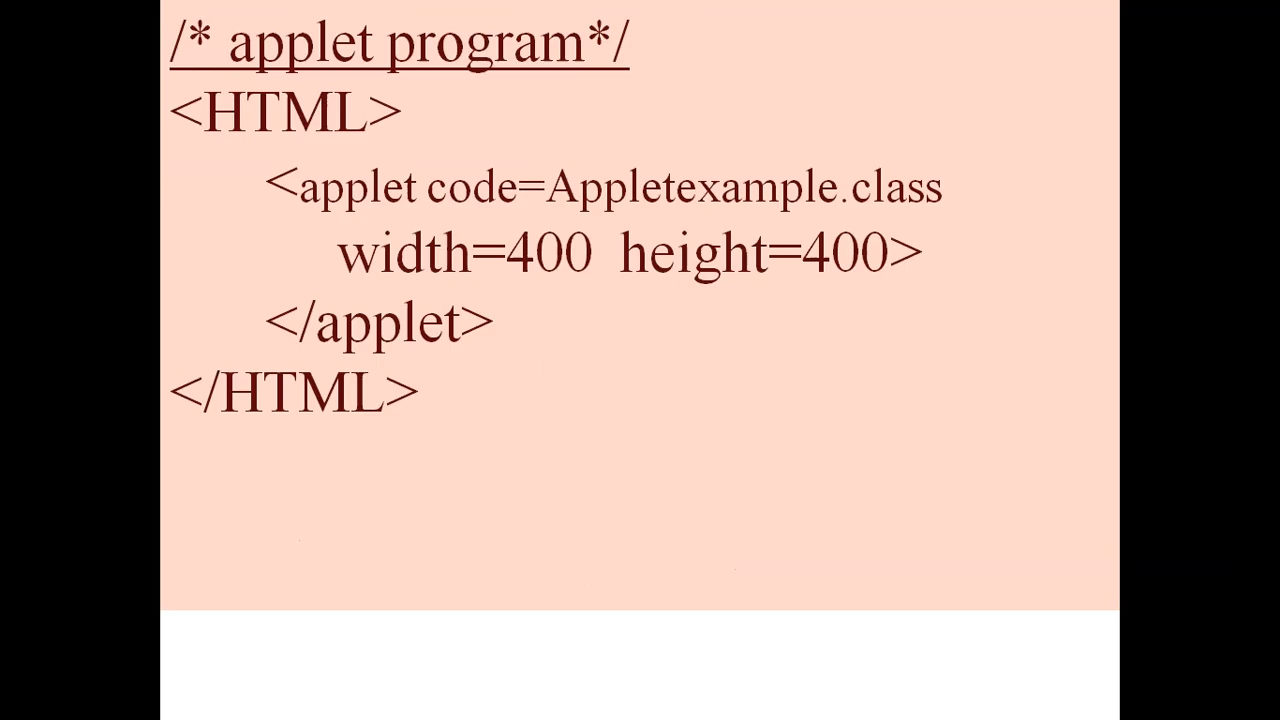 /* applet program*/
<HTML>
<applet code=Appletexample.class
width=400 height=400>
</applet>
</HTML>